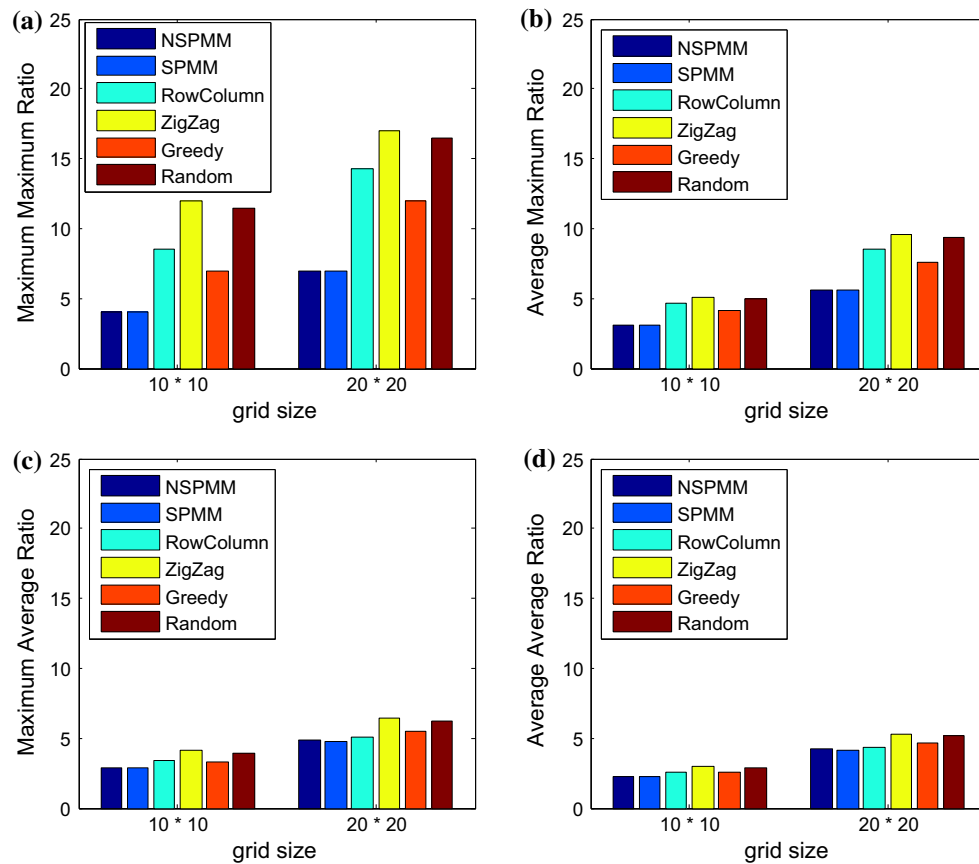 (a)
Maximum Maximum Ratio
25
20
15
10
5
0
NSPMM
SPMM
RowColumn
ZigZag
Greedy
Random
10 * 10
20 * 20
grid size
(b)
Average Maximum Ratio
25
20
15
10
5
0
NSPMM
SPMM
RowColumn
ZigZag
Greedy
Random
10 * 10
20 * 20
grid size
(c)
Maximum Average Ratio
25
20
15
10
5
0
NSPMM
SPMM
RowColumn
ZigZag
Greedy
Random
10 * 10
20 * 20
grid size
(d)
Average Average Ratio
25
20
15
10
5
0
NSPMM
SPMM
RowColumn
ZigZag
Greedy
Random
10 * 10
20 * 20
grid size